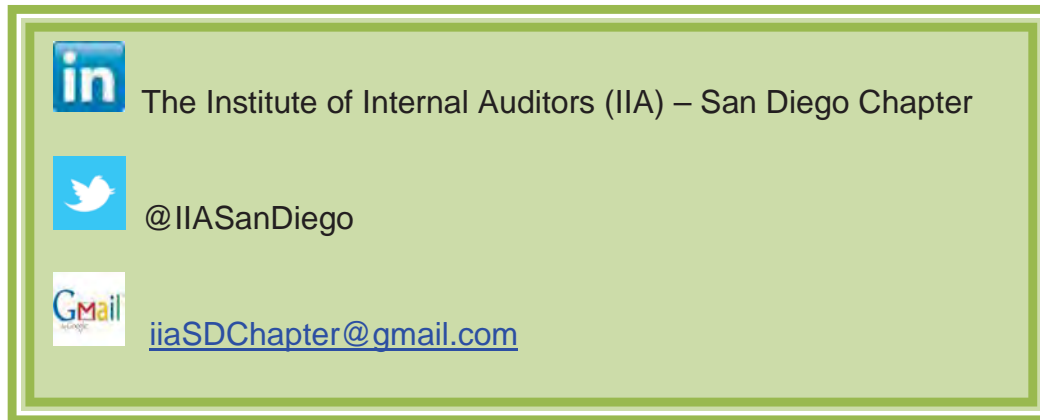 in The Institute of Internal Auditors (IIA) – San Diego Chapter
@IIASanDiego
GMail
iiaSDChapter@gmail.com